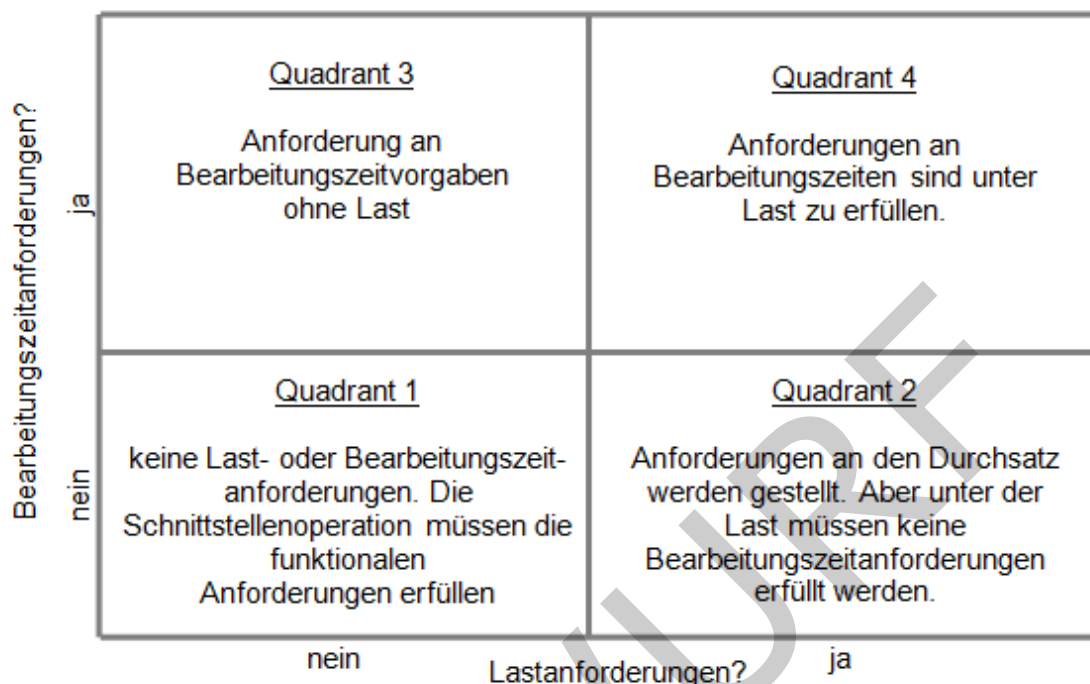 Bearbeitungszeitanforderungen?
ja
nein
Quadrant 3
Anforderung an
Bearbeitungszeitvorgaben
ohne Last
Quadrant 4
Anforderungen an
Bearbeitungszeiten sind unter
Last zu erfüllen.
Quadrant 1
keine Last- oder Bearbeitungszeit-
anforderungen. Die
Schnittstellenoperation müssen die
funktionalen
Anforderungen erfüllen
Quadrant 2
Anforderungen an den Durchsatz
werden gestellt. Aber unter der
Last müssen keine
Bearbeitungszeitanforderungen
erfüllt werden.
nein
Lastanforderungen?
ja
WURF